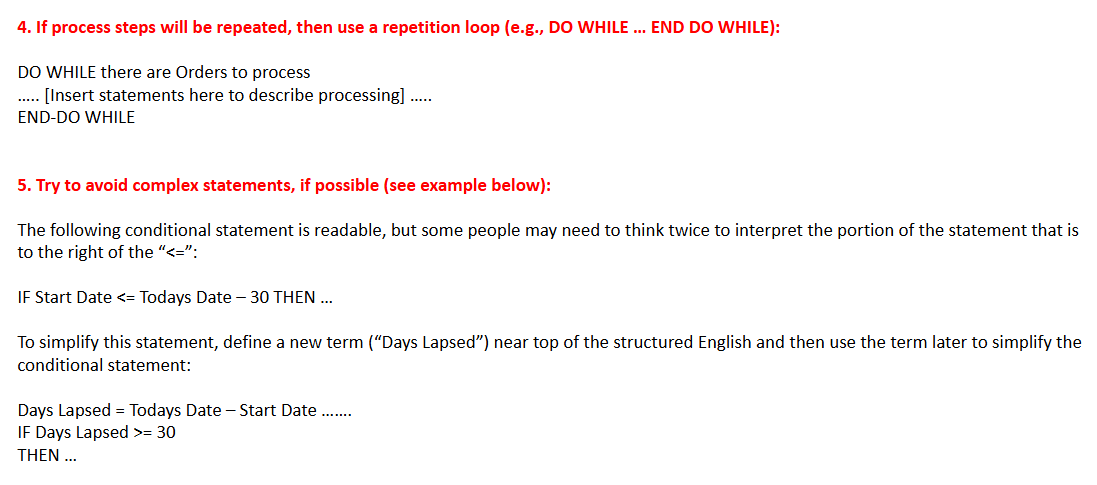 4. If process steps will be repeated, then use a repetition loop (e.g., DO WHILE ... END DO WHILE):
DO WHILE there are Orders to process
..... [Insert statements here to describe processing] .....
END-DO WHILE
5. Try to avoid complex statements, if possible (see example below):
The following conditional statement is readable, but some people may need to think twice to interpret the portion of the statement that is
to the right of the “<=”:
IF Start Date <= Todays Date – 30 THEN ...
To simplify this statement, define a new term (“Days Lapsed”) near top of the structured English and then use the term later to simplify the
conditional statement:
Days Lapsed = Todays Date – Start Date .......
IF Days Lapsed >= 30
THEN ...